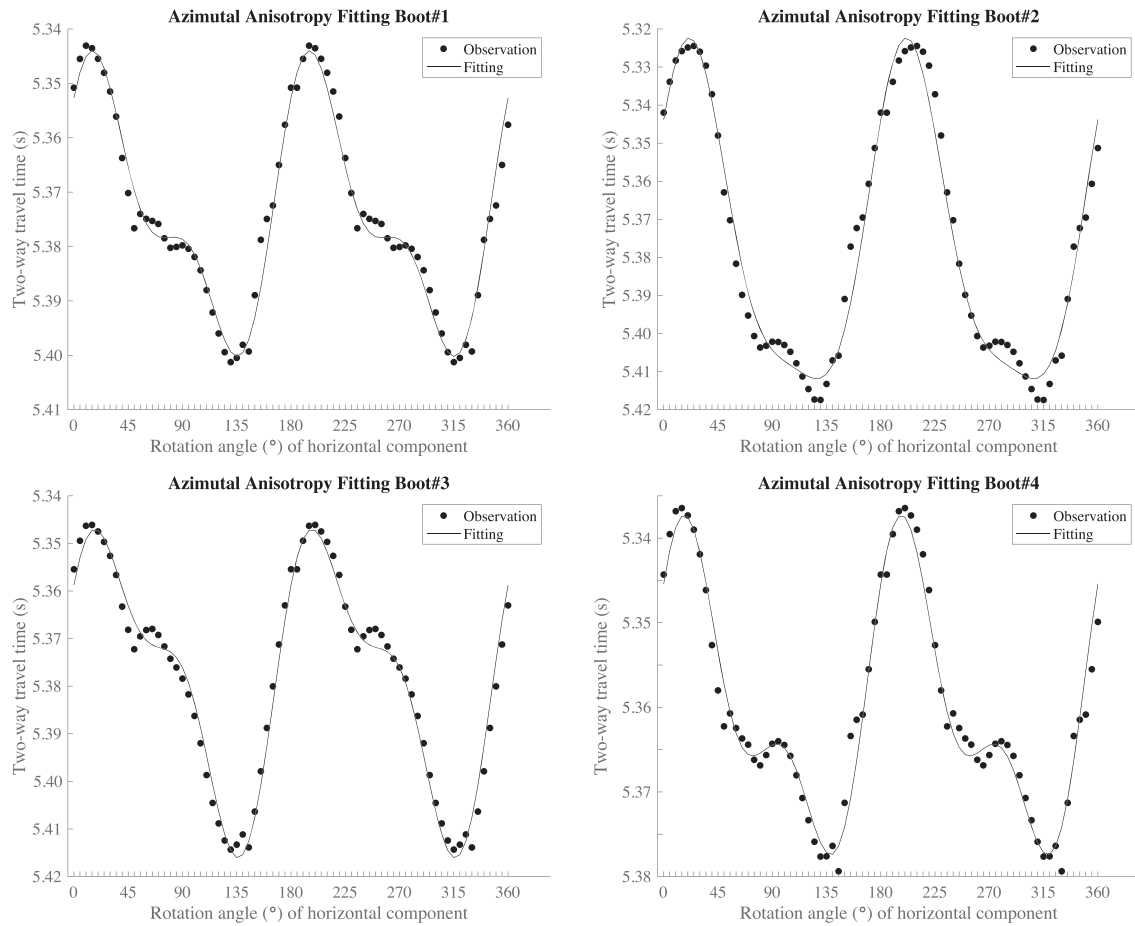 Azimutal Anisotropy Fitting Boot#1
5.34
5.35
5.36
5.37
5.38
5.39
5.40
5.41
Two-way travel time (s)
Observation
Fitting
0 45 90 135 180 225 270 315 360
Rotation angle (°) of horizontal component
Azimutal Anisotropy Fitting Boot#2
5.32
5.33
5.34
5.35
5.36
5.37
5.38
5.39
5.40
5.41
5.42
Two-way travel time (s)
Observation
Fitting
0 45 90 135 180 225 270 315 360
Rotation angle (°) of horizontal component
Azimutal Anisotropy Fitting Boot#3
5.34
5.35
5.36
5.37
5.38
5.39
5.40
5.41
5.42
Two-way travel time (s)
Observation
Fitting
0 45 90 135 180 225 270 315 360
Rotation angle (°) of horizontal component
Azimutal Anisotropy Fitting Boot#4
5.34
5.35
5.36
5.37
5.38
Two-way travel time (s)
Observation
Fitting
0 45 90 135 180 225 270 315 360
Rotation angle (°) of horizontal component